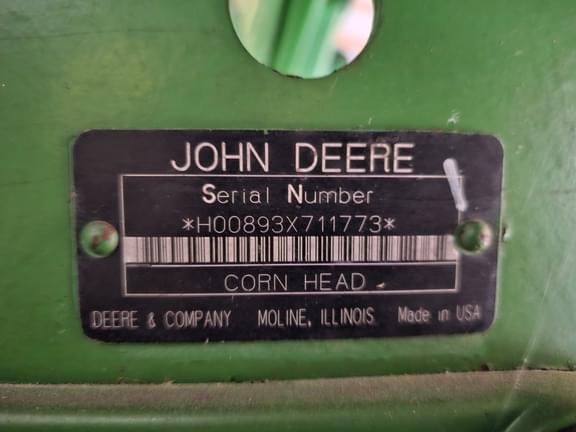 JOHN DEERE
Serial Number
*H00893X711773*
CORN HEAD
DEERE & COMPANY MOLINE, ILLINOIS Made in USA